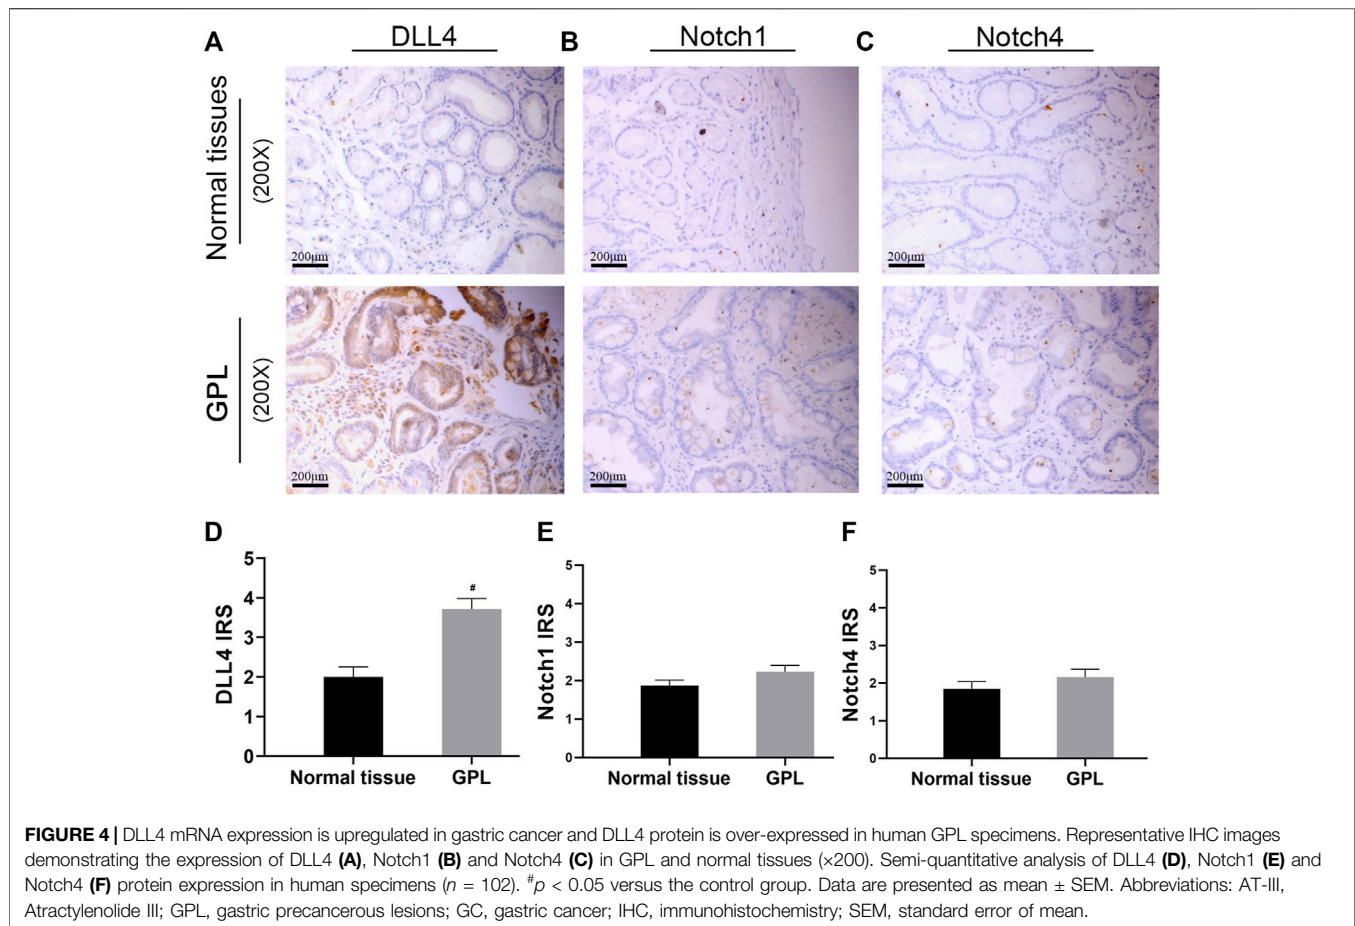 A DLL4 B Notch1 C Notch4
Normal tissues
(200X)
200μm 200μm 200μm
GPL
(200X)
200μm 200μm 200μm
D
DLL4 IRS
5
4
3
2
1
0
#
Normal tissue GPL
E
Notch1 IRS
5
4
3
2
1
0
Normal tissue GPL
F
Notch4 IRS
5
4
3
2
1
0
Normal tissue GPL
FIGURE 4 | DLL4 mRNA expression is upregulated in gastric cancer and DLL4 protein is over-expressed in human GPL specimens. Representative IHC images
demonstrating the expression of DLL4 (A), Notch1 (B) and Notch4 (C) in GPL and normal tissues (×200). Semi-quantitative analysis of DLL4 (D), Notch1 (E) and
Notch4 (F) protein expression in human specimens (n = 102). #p < 0.05 versus the control group. Data are presented as mean ± SEM. Abbreviations: AT-III,
Atractylenolide III; GPL, gastric precancerous lesions; GC, gastric cancer; IHC, immunohistochemistry; SEM, standard error of mean.